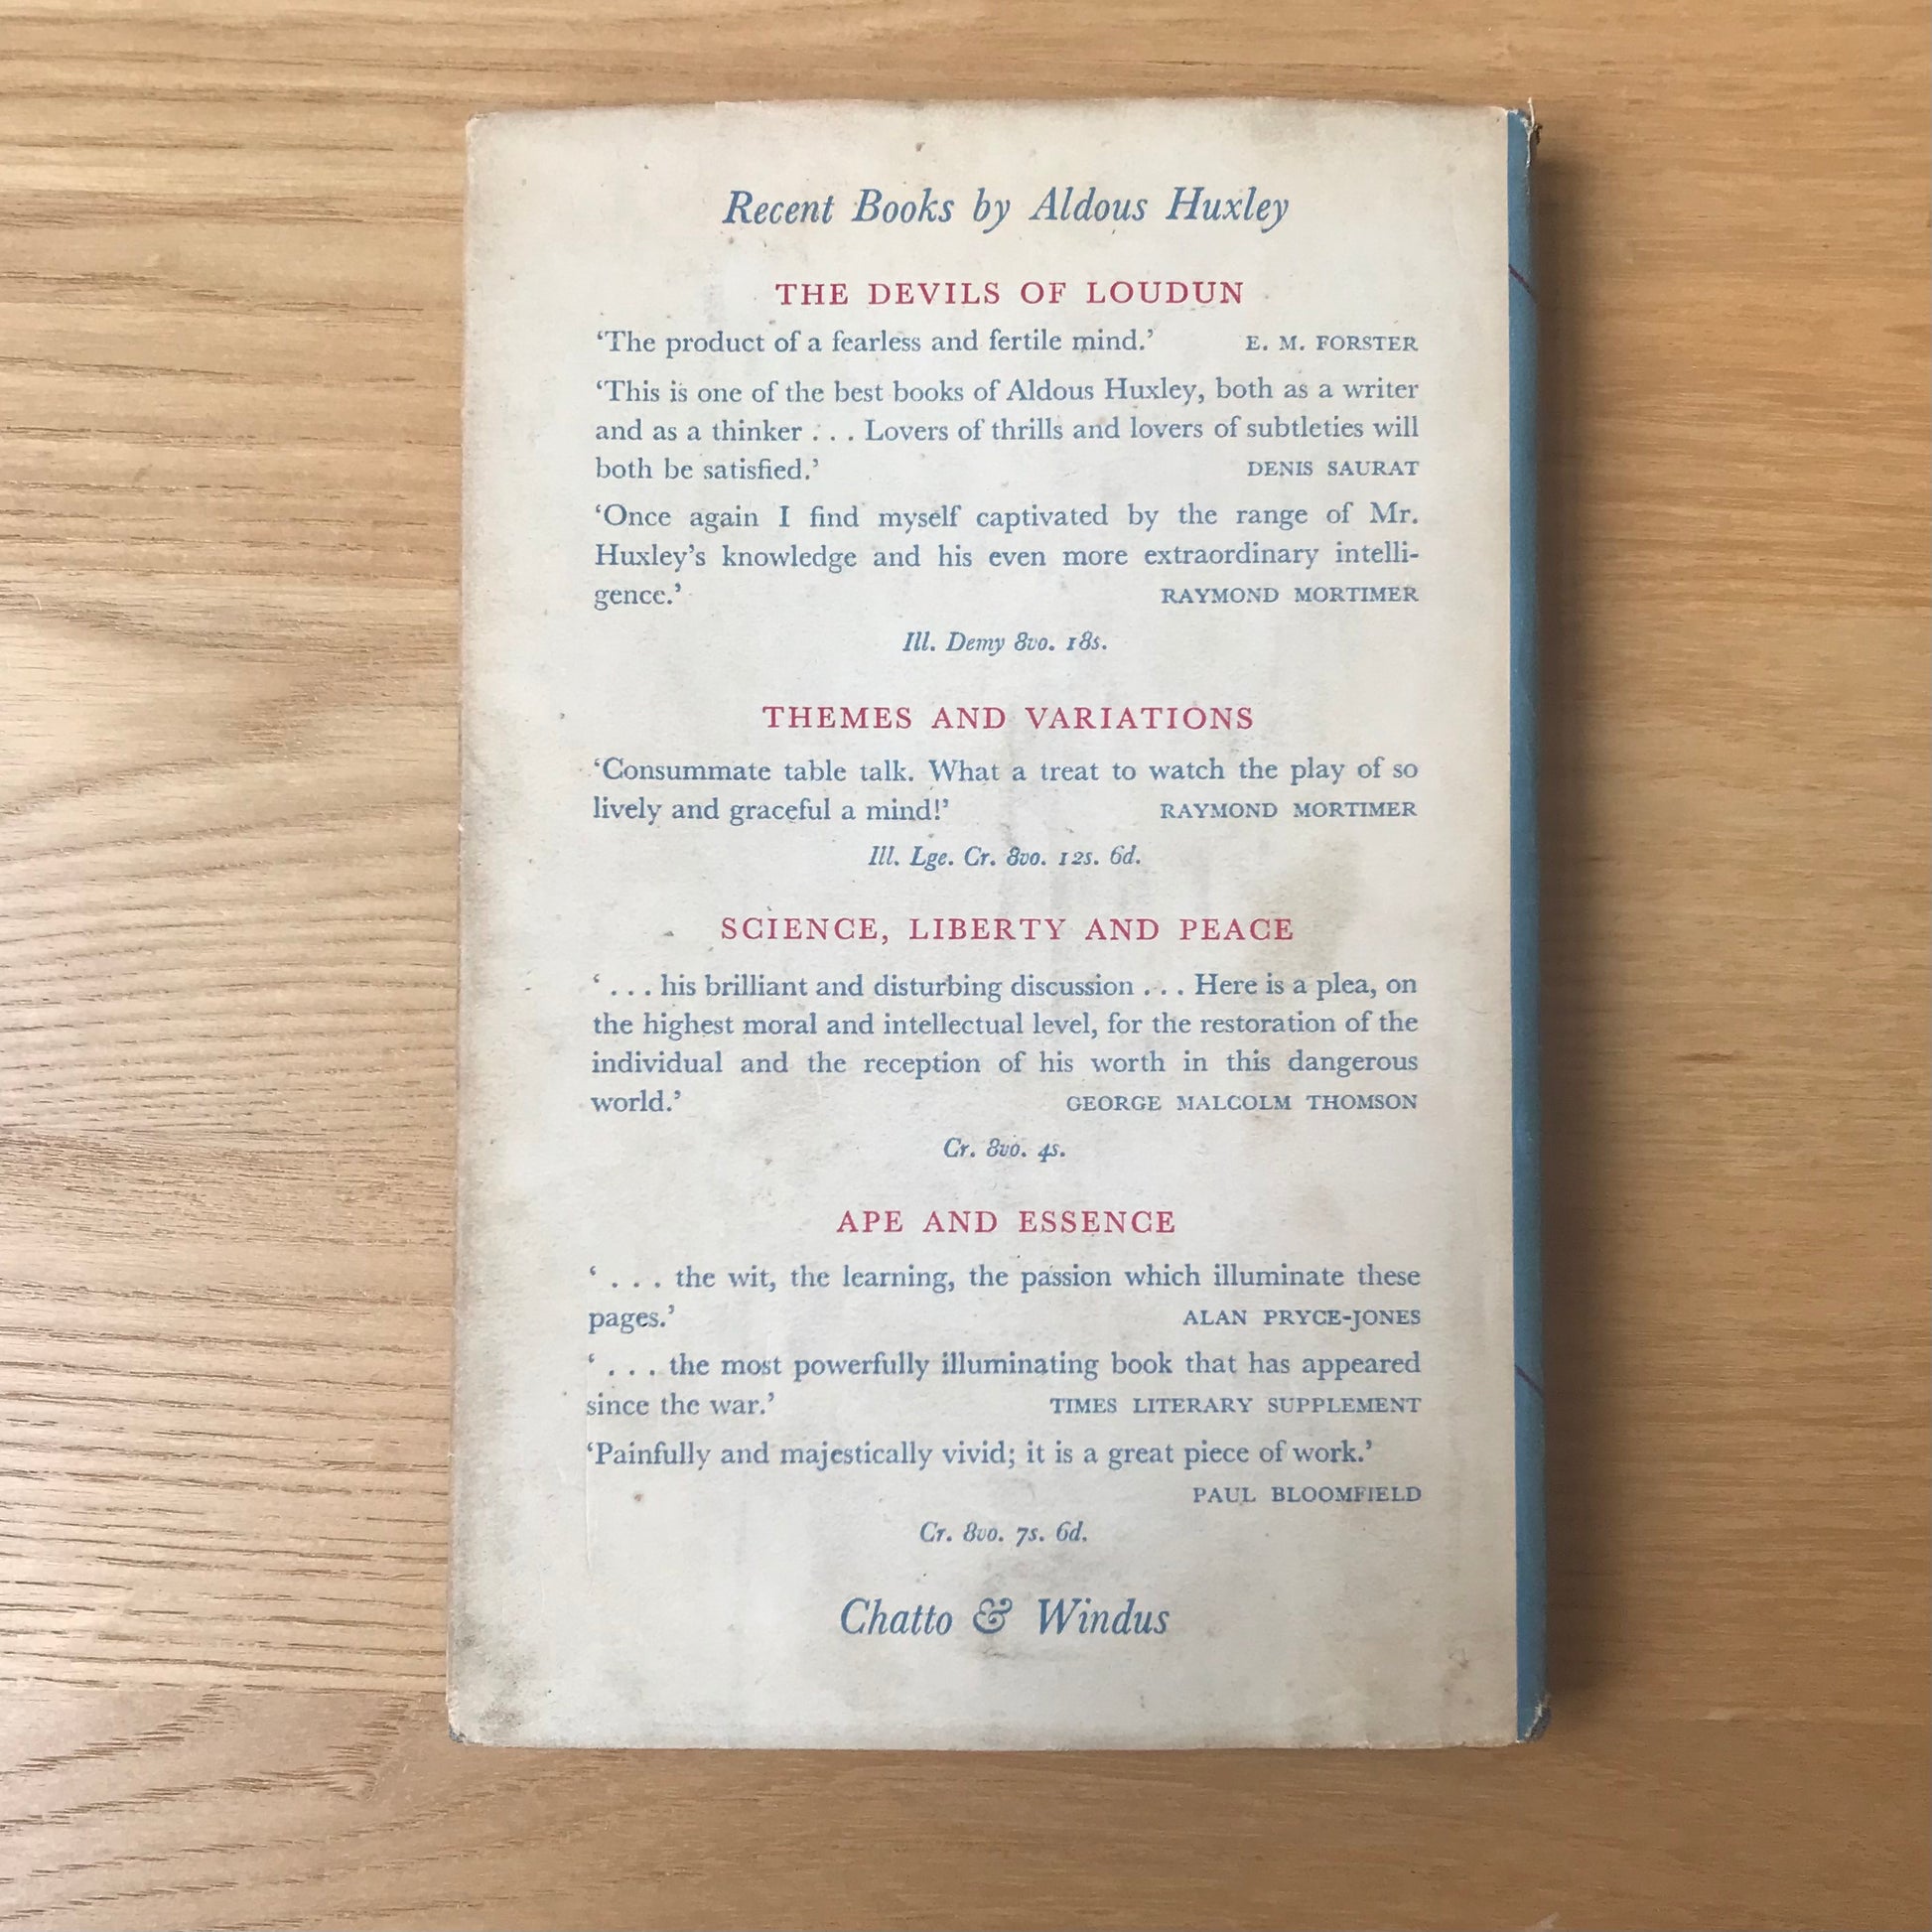 Recent Books by Aldous Huxley
THE DEVILS OF LOUDUN
‘The product of a fearless and fertile mind.’ E. M. FORSTER
‘This is one of the best books of Aldous Huxley, both as a writer
and as a thinker . . . Lovers of thrills and lovers of subtleties will
both be satisfied.’ DENIS SAURAT
‘Once again I find myself captivated by the range of Mr.
Huxley’s knowledge and his even more extraordinary intelli-
gence.’ RAYMOND MORTIMER
Ill. Demy 8vo. 18s.
THEMES AND VARIATIONS
‘Consummate table talk. What a treat to watch the play of so
lively and graceful a mind!’ RAYMOND MORTIMER
Ill. Lge. Cr. 8vo. 12s. 6d.
SCIENCE, LIBERTY AND PEACE
‘ . . . his brilliant and disturbing discussion . . . Here is a plea, on
the highest moral and intellectual level, for the restoration of the
individual and the reception of his worth in this dangerous
world.’ GEORGE MALCOLM THOMSON
Cr. 8vo. 4s.
APE AND ESSENCE
‘ . . . the wit, the learning, the passion which illuminate these
pages.’ ALAN PRYCE-JONES
‘ . . . the most powerfully illuminating book that has appeared
since the war.’ TIMES LITERARY SUPPLEMENT
‘Painfully and majestically vivid; it is a great piece of work.’
PAUL BLOOMFIELD
Cr. 8vo. 7s. 6d.
Chatto & Windus